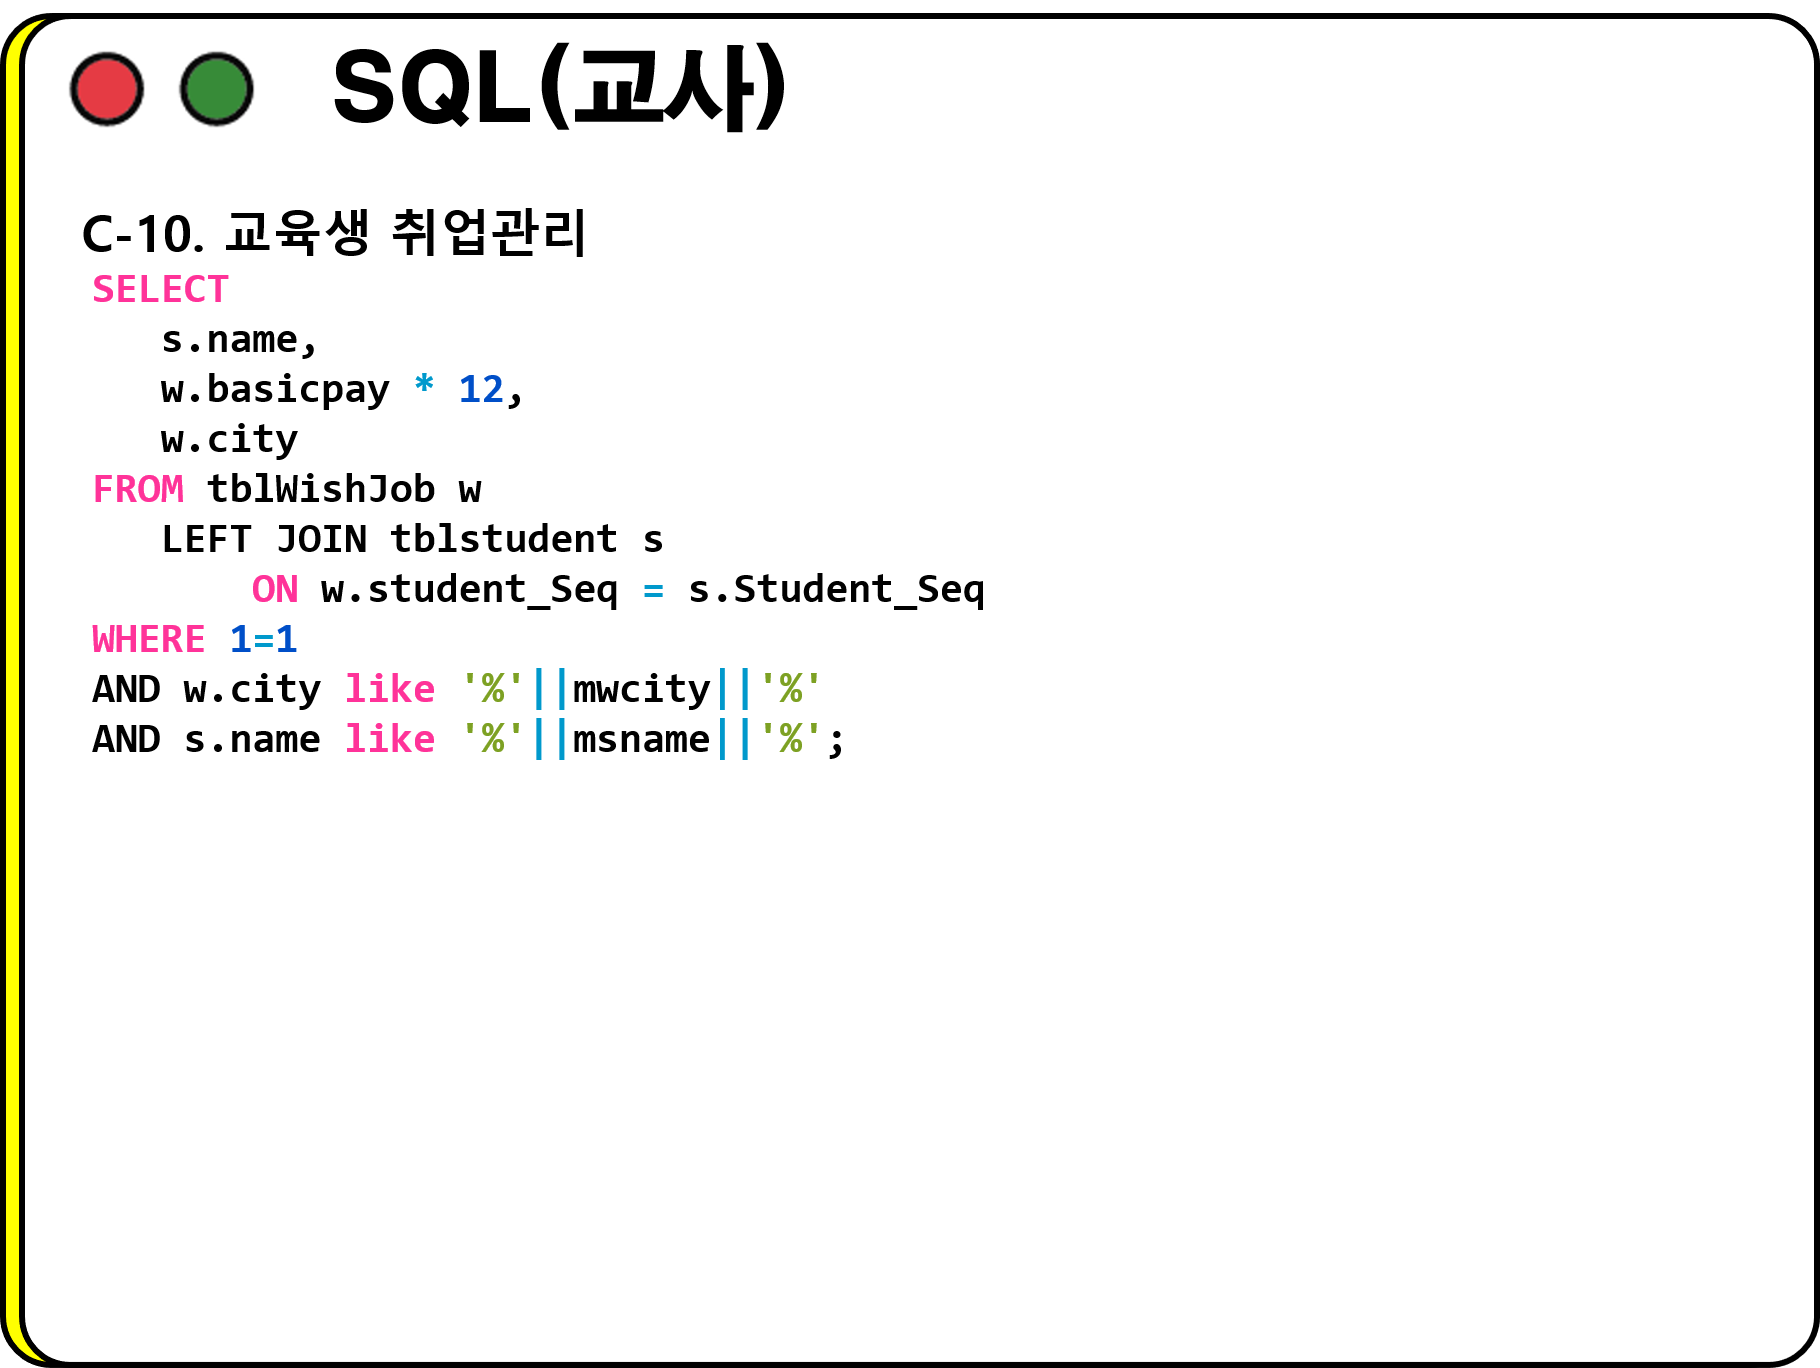 SQL(교사)
C-10. 교육생 취업관리
SELECT
s.name,
w.basicpay * 12,
w.city
FROM tblWishJob w
LEFT JOIN tblstudent s
ON w.student_Seq = s.Student_Seq
WHERE 1=1
AND w.city like '%'||mwcity||'%'
AND s.name like '%'||msname||'%';